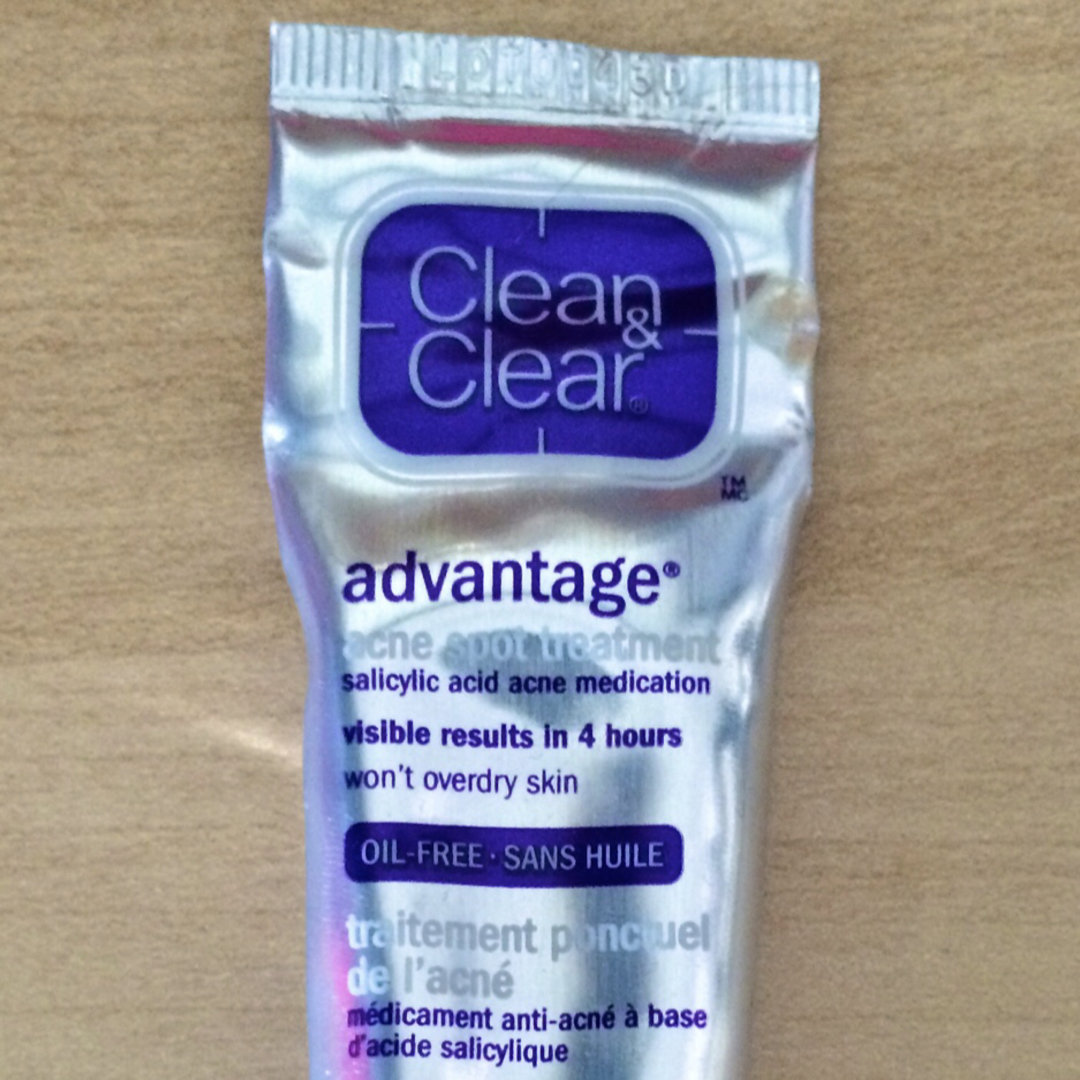 Clean
&
Clear®
TM
MC
advantage®
acne spot treatment
salicylic acid acne medication
visible results in 4 hours
won't overdry skin
OIL-FREE · SANS HUILE
traitement ponctuel
de l'acné
médicament anti-acné à base
d'acide salicylique